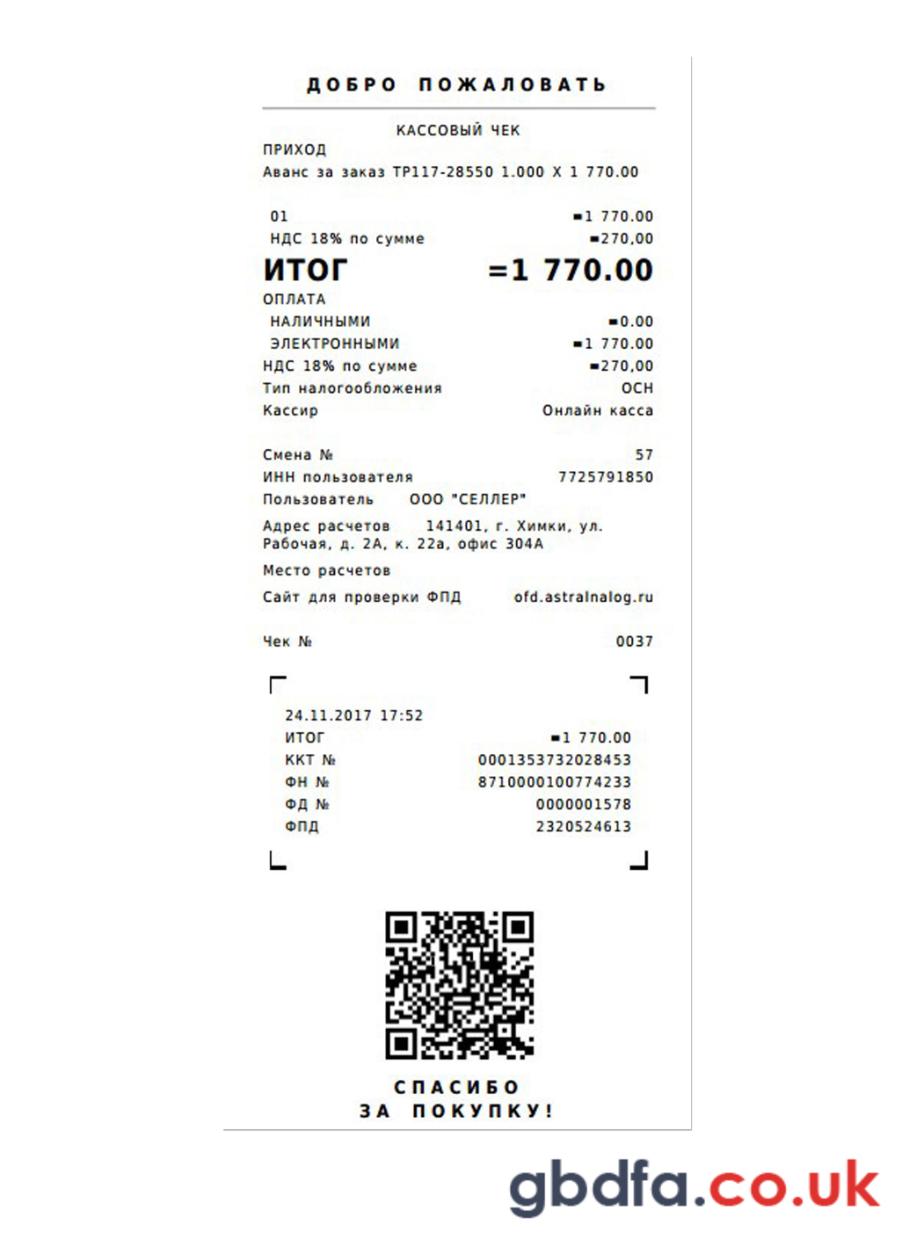 ДОБРО ПОЖАЛОВАТЬ
КАССОВЫЙ ЧЕК
ПРИХОД
Аванс за заказ ТР117-28550 1.000 X 1 770.00
01 =1 770.00
НДС 18% по сумме =270,00
ИТОГ =1 770.00
ОПЛАТА
НАЛИЧНЫМИ =0.00
ЭЛЕКТРОННЫМИ =1 770.00
НДС 18% по сумме =270,00
Тип налогообложения ОСН
Кассир Онлайн касса
Смена № 57
ИНН пользователя 7725791850
Пользователь ООО "СЕЛЛЕР"
Адрес расчетов 141401, г. Химки, ул.
Рабочая, д. 2А, к. 22а, офис 304А
Место расчетов
Сайт для проверки ФПД ofd.astralnalog.ru
Чек № 0037
24.11.2017 17:52
ИТОГ =1 770.00
ККТ № 0001353732028453
ФН № 8710000100774233
ФД № 0000001578
ФПД 2320524613
СПАСИБО
ЗА ПОКУПКУ!
gbdfa.co.uk